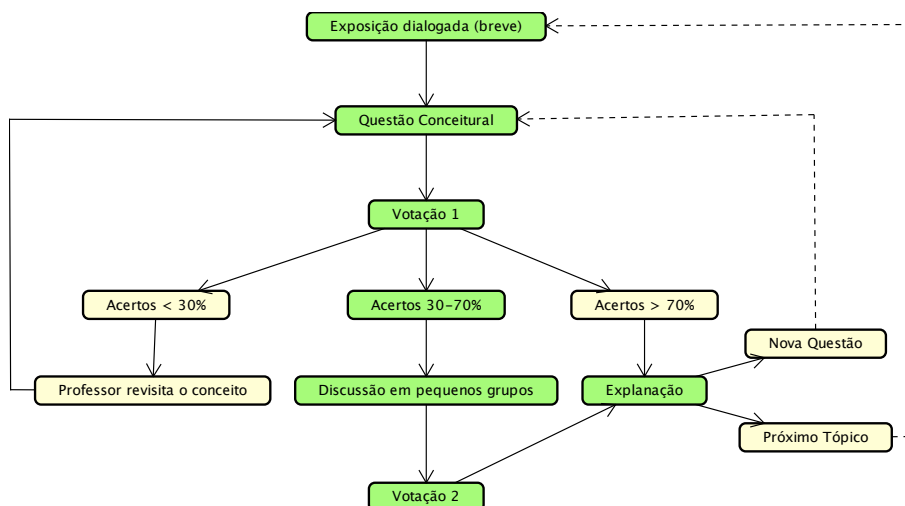 Exposição dialogada (breve)
Questão Conceitural
Votação 1
Acertos < 30%
Acertos 30–70%
Acertos > 70%
Nova Questão
Professor revisita o conceito
Discussão em pequenos grupos
Explanação
Próximo Tópico
Votação 2